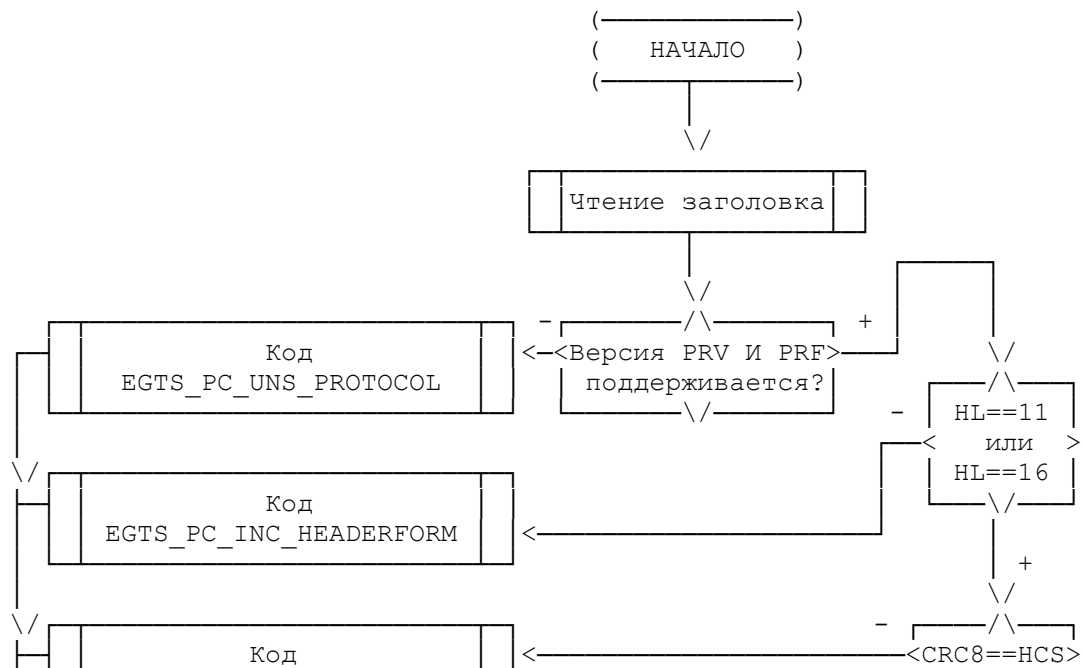 НАЧАЛО
Чтение заголовка
- +
Код
EGTS_PC_UNS_PROTOCOL
Версия PRV И PRF
поддерживается?
-
HL==11
или
HL==16
Код
EGTS_PC_INC_HEADERFORM
+
-
Код
CRC8==HCS